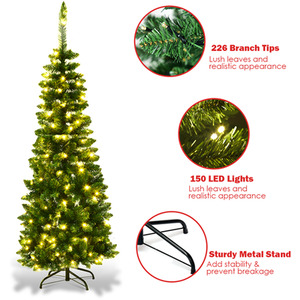 226 Branch Tips
Lush leaves and
realistic appearance
150 LED Lights
Lush leaves and
realistic appearance
Sturdy Metal Stand
Add stability &
prevent breakage